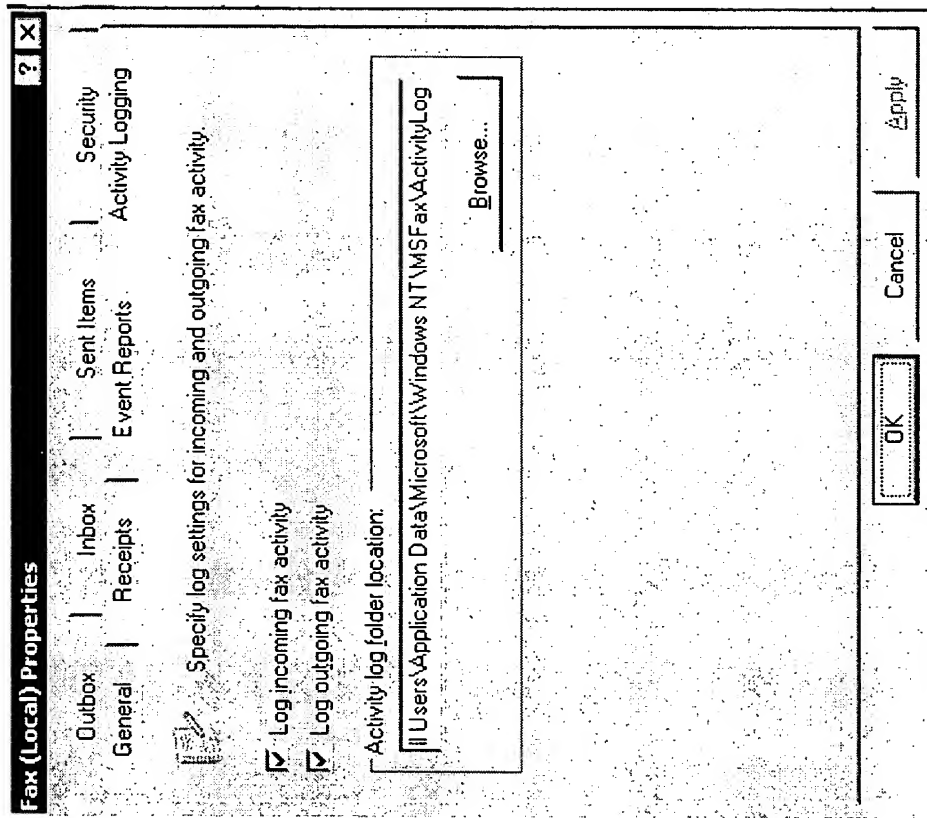 Fax (Local) Properties
Outbox Inbox Sent Items Security
General Receipts Event Reports Activity Logging
Specify log settings for incoming and outgoing fax activity.
Log incoming fax activity
Log outgoing fax activity
Activity log folder location:
ll Users\Application Data\Microsoft\Windows NT\MSFax\ActivityLog
Browse...
OK Cancel Apply